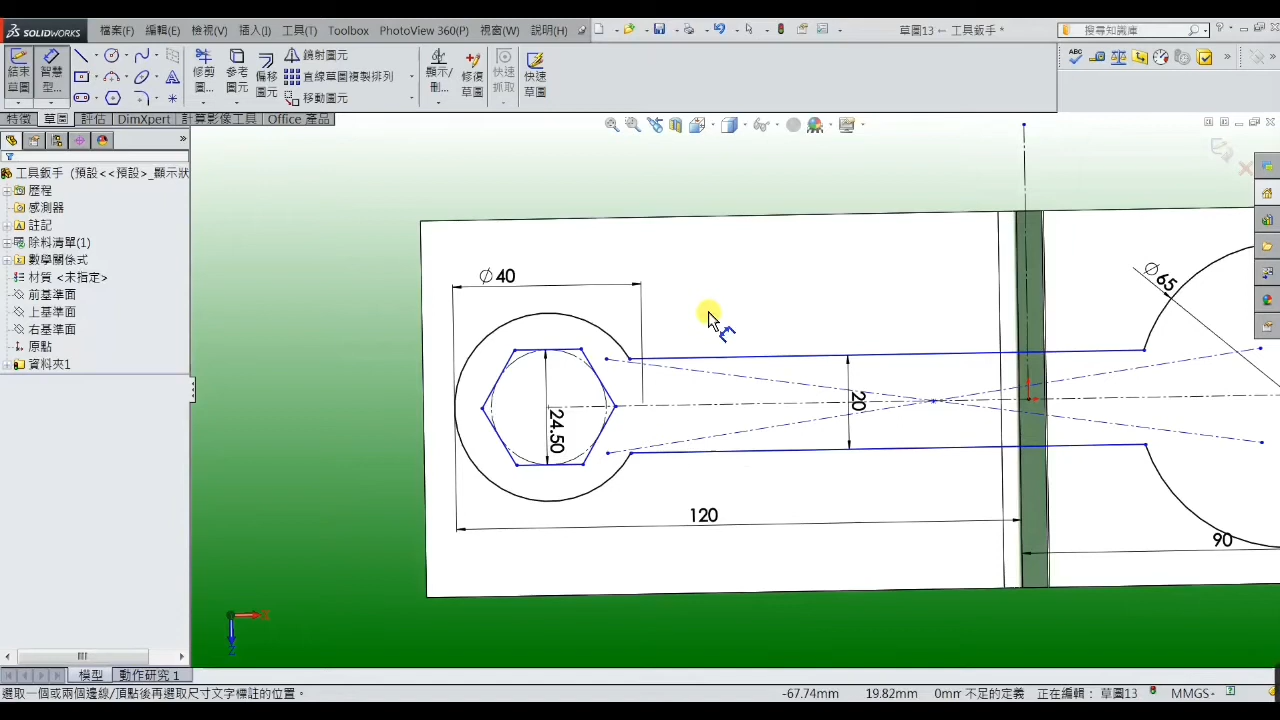 SOLIDWORKS 檔案(F) 編輯(E) 檢視(V) 插入(I) 工具(T) Toolbox PhotoView 360(P) 視窗(W) 說明(H) 草圖13 ← 工具鈑手 * 搜尋知識庫
結束草圖 智慧型... 修剪圖... 參考圖元 偏移圖元 鏡射圖元 直線草圖複製排列 移動圖元 顯示/刪... 修復草圖 快速抓取 快速草圖
特徵 草圖 評估 DimXpert 計算影像工具 Office 產品
工具鈑手 (預設<<預設>_顯示狀
歷程
感測器
註記
除料清單(1)
數學關係式
材質 <未指定>
前基準面
上基準面
右基準面
原點
資料夾1
∅40
∅65
24.50
20
120
90
X
Z
模型 動作研究 1
選取一個或兩個邊線/頂點後再選取尺寸文字標註的位置。 -67.74mm 19.82mm 0mm 不足的定義 正在編輯： 草圖13 MMGS